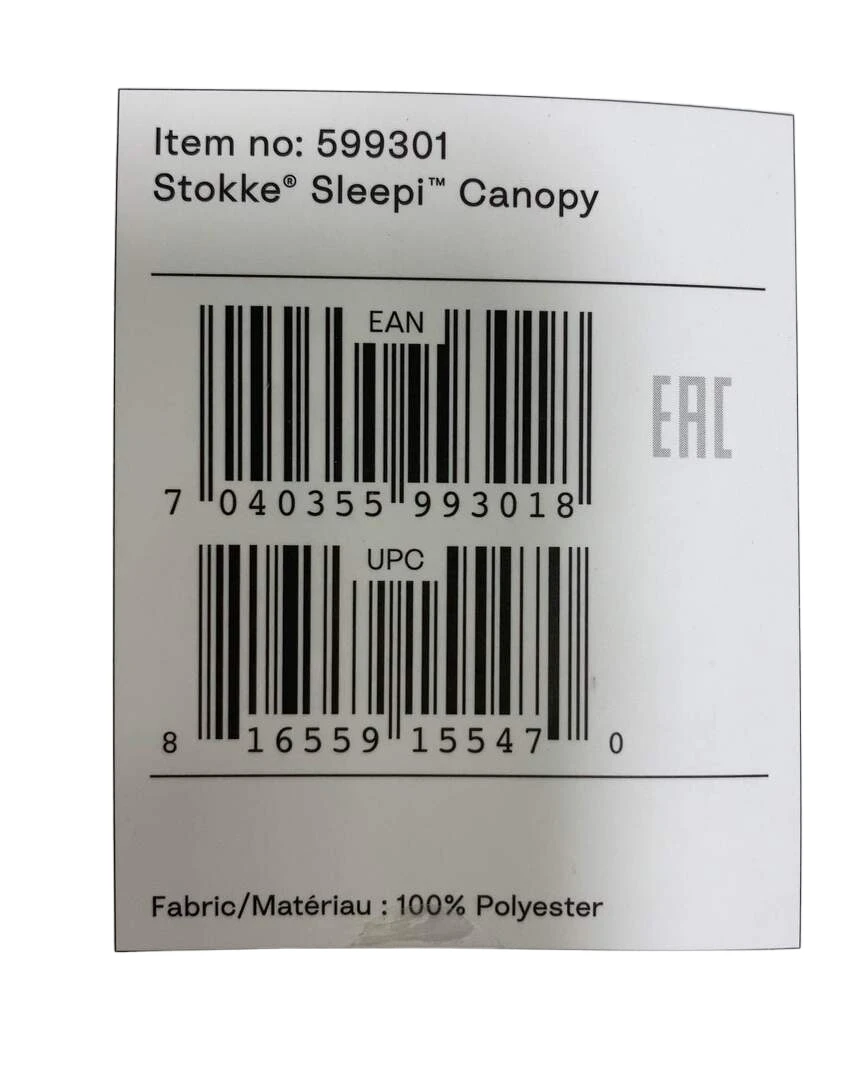 Item no: 599301
Stokke® Sleepi™ Canopy
EAN
EAC
7 040355 993018
UPC
8 16559 15547 0
Fabric/Matériau : 100% Polyester